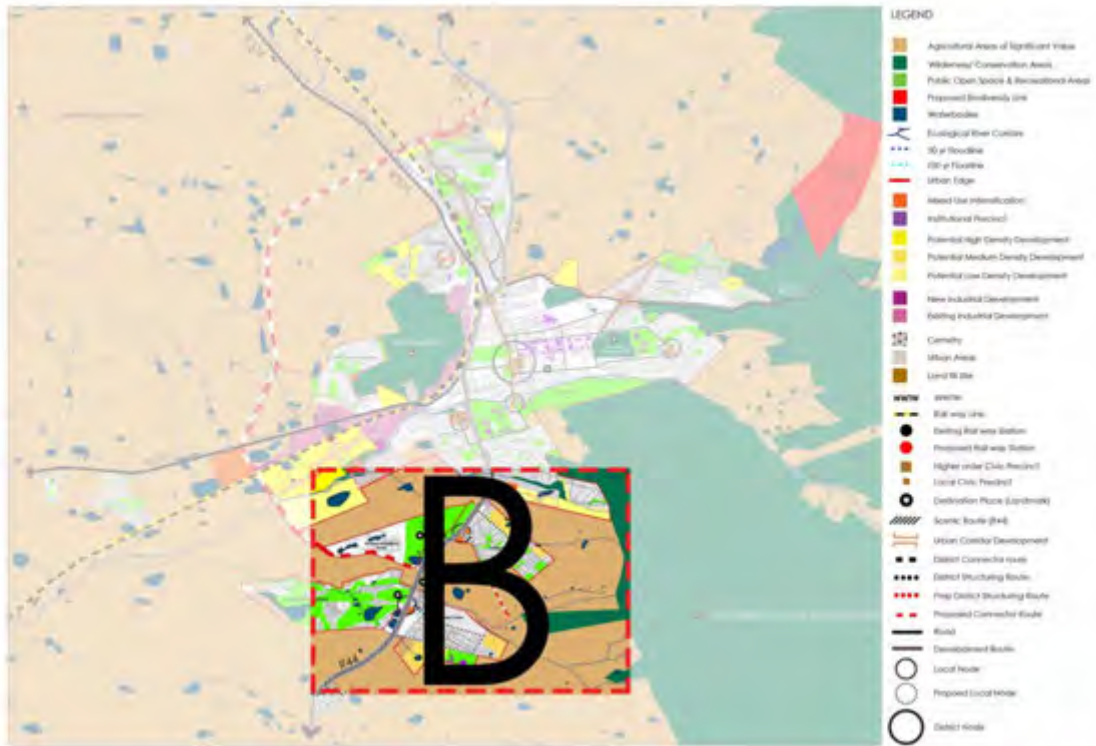 LEGEND
Agricultural Areas of Significant Value
Wilderness/ Conservation Areas
Public Open Space & Recreational Areas
Proposed Biodiversity Link
Waterbodies
Ecological River Corridors
50 yr Floodline
100 yr Floodline
Urban Edge
Mixed Use Intensification
Institutional Precinct
Potential High Density Development
Potential Medium Density Development
Potential Low Density Development
New Industrial Development
Existing Industrial Development
Cemetry
Urban Areas
Land fill Site
WWTW
Rail way Line
Existing Rail way Station
Proposed Rail way Station
Higher order Civic Precinct
Local Civic Precinct
Destination Place (Landmark)
Scenic Route (R44)
Urban Corridor Development
District Connector route
District Structuring Route
Prop District Structuring Route
Proposed Connector Route
Road
Development Route
Local Node
Proposed Local Node
District Node
B
R44